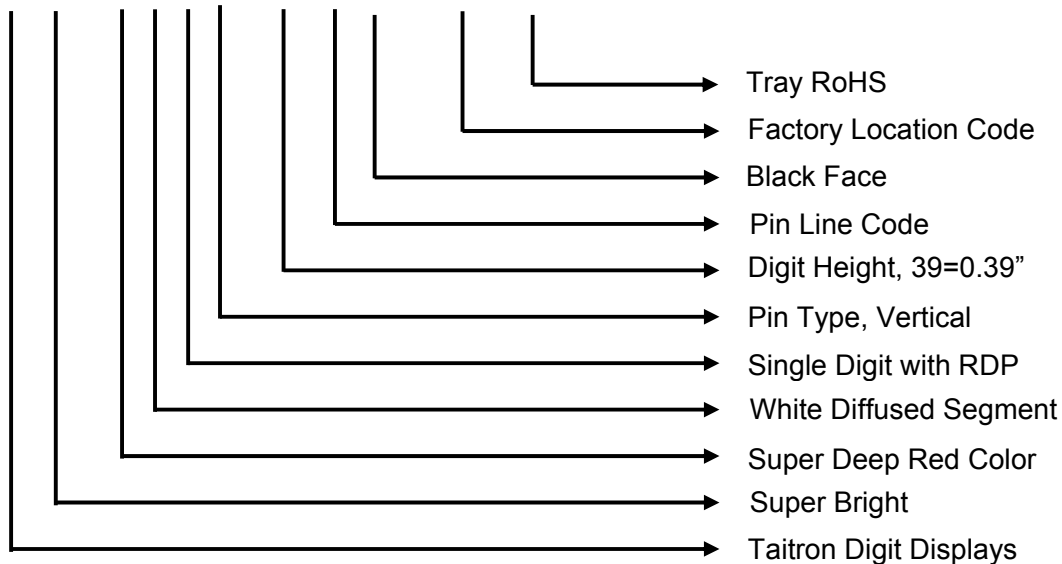 Tray RoHS
Factory Location Code
Black Face
Pin Line Code
Digit Height, 39=0.39”
Pin Type, Vertical
Single Digit with RDP
White Diffused Segment
Super Deep Red Color
Super Bright
Taitron Digit Displays